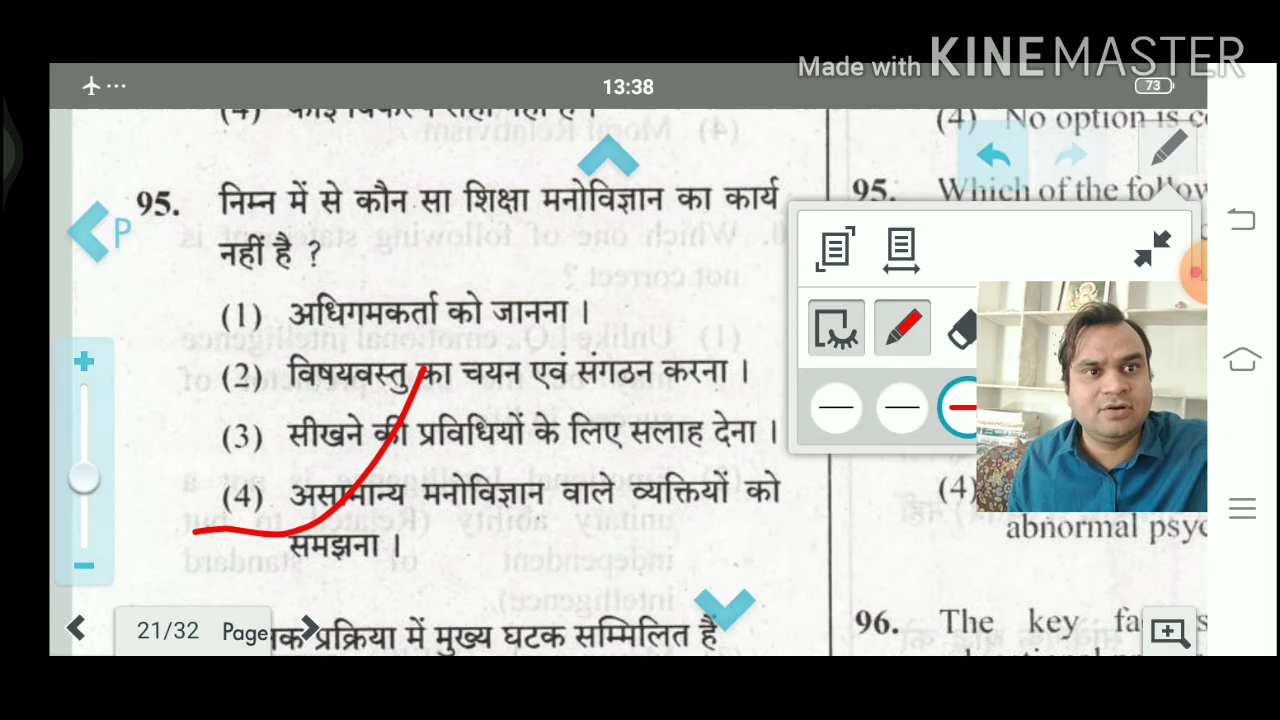 Made with KINEMASTER
13:38
73
(4) No option is c
P
95. निम्न में से कौन सा शिक्षा मनोविज्ञान का कार्य
नहीं है ?
(1) अधिगमकर्ता को जानना ।
(2) विषयवस्तु का चयन एवं संगठन करना ।
(3) सीखने की प्रविधियों के लिए सलाह देना ।
(4) असामान्य मनोविज्ञान वाले व्यक्तियों को
समझना ।
प्रक्रिया में मुख्य घटक सम्मिलित हैं
21/32 Page
95. Which of the follow
(4)
abnormal psyc
96. The key fa